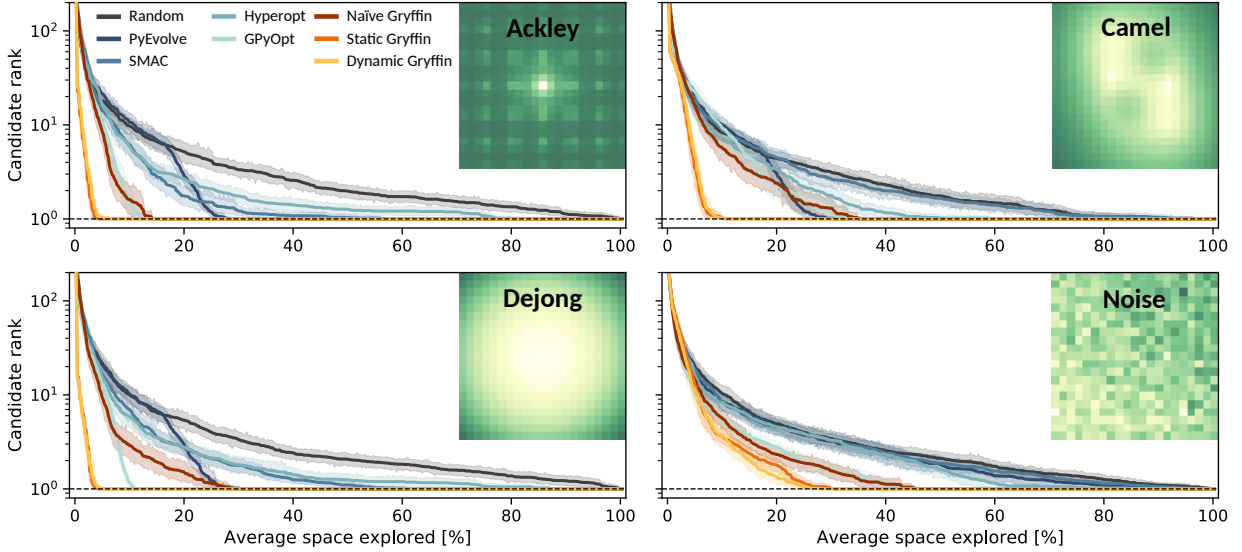 Random
PyEvolve
SMAC
Hyperopt
GPyOpt
Naïve Gryffin
Static Gryffin
Dynamic Gryffin
Ackley
Candidate rank
10²
10¹
10⁰
0 20 40 60 80 100
Camel
10²
10¹
10⁰
0 20 40 60 80 100
Dejong
Candidate rank
10²
10¹
10⁰
0 20 40 60 80 100
Average space explored [%]
Noise
10²
10¹
10⁰
0 20 40 60 80 100
Average space explored [%]